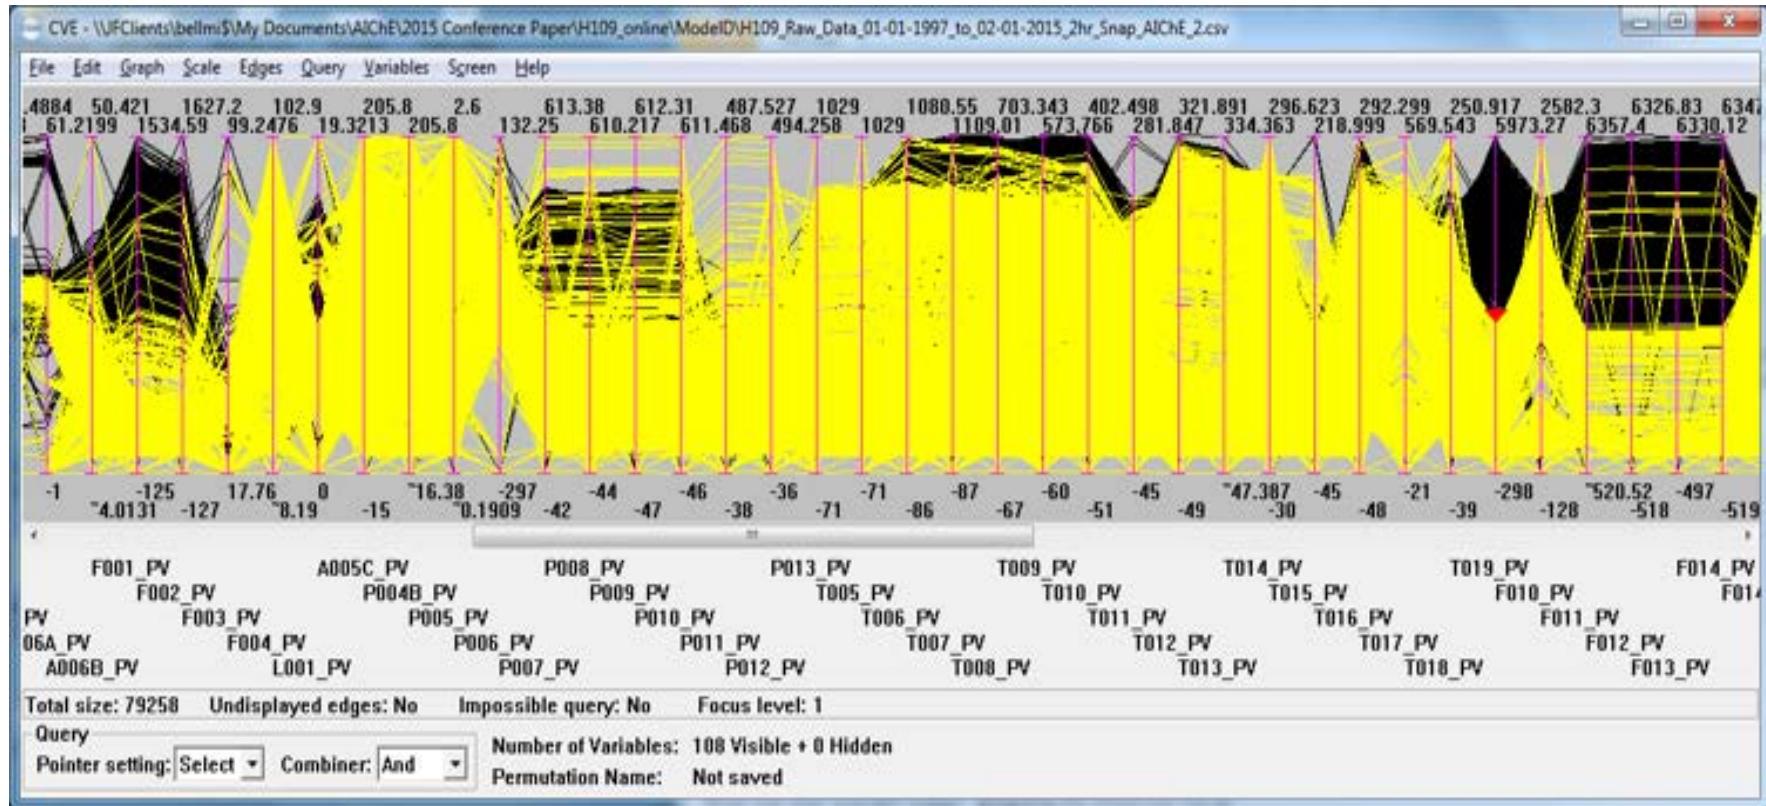 CVE - \\JFClients\bellmi$\My Documents\AIChE\2015 Conference Paper\H109_online\ModeID\H109_Raw_Data_01-01-1997_to_02-01-2015_2hr_Snap_AIChE_2.csv
File Edit Graph Scale Edges Query Variables Screen Help
.4884 50.421 1627.2 102.9 205.8 2.6 613.38 612.31 487.527 1029 1088.55 703.343 402.498 321.891 296.623 292.299 250.917 2582.3 6326.83 6347
61.2199 1534.59 99.2476 19.3213 205.8 132.25 610.217 611.468 494.258 1029 1109.01 573.766 281.847 334.363 218.999 569.543 5973.27 6357.4 6330.12
-1 -125 17.76 0 ~16.38 -297 -44 -46 -36 -71 -87 -60 -45 ~47.387 -45 -21 -298 ~520.52 -497
~4.0131 -127 ~8.19 -15 ~0.1909 -42 -47 -38 -71 -86 -67 -51 -49 -30 -48 -39 -128 -518 -519
F001_PV A005C_PV P008_PV P013_PV T009_PV T014_PV T019_PV F014_PV
F002_PV P004B_PV P009_PV T005_PV T010_PV T015_PV F010_PV F014
PV F003_PV P005_PV P010_PV T006_PV T011_PV T016_PV F011_PV
06A_PV F004_PV P006_PV P011_PV T007_PV T012_PV T017_PV F012_PV
A006B_PV L001_PV P007_PV P012_PV T008_PV T013_PV T018_PV F013_PV
Total size: 79258 Undisplayed edges: No Impossible query: No Focus level: 1
Query
Pointer setting: Select Combiner: And
Number of Variables: 108 Visible + 0 Hidden
Permutation Name: Not saved